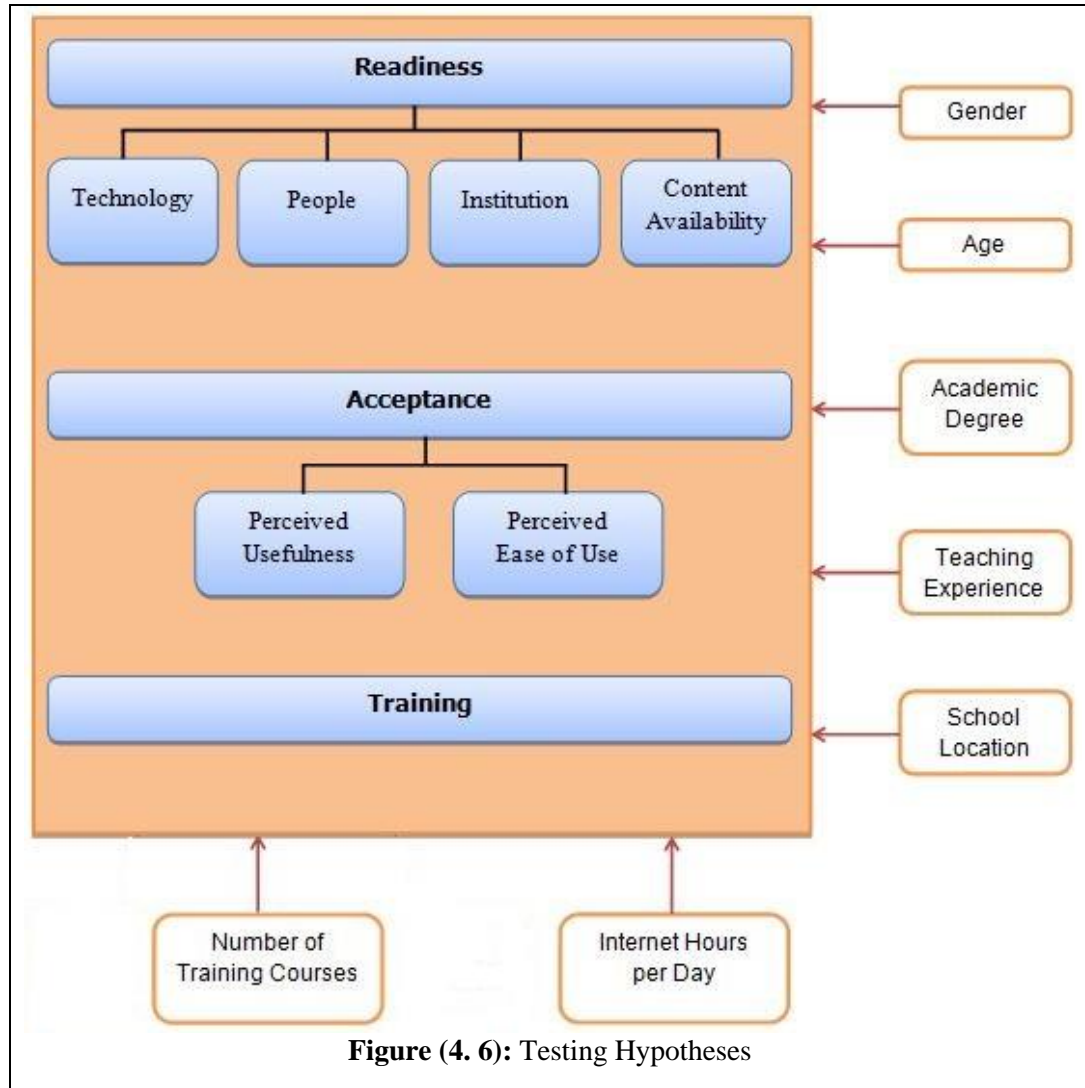 Readiness
Technology
People
Institution
Content
Availability
Acceptance
Perceived
Usefulness
Perceived
Ease of Use
Training
Gender
Age
Academic
Degree
Teaching
Experience
School
Location
Number of
Training Courses
Internet Hours
per Day
Figure (4. 6): Testing Hypotheses